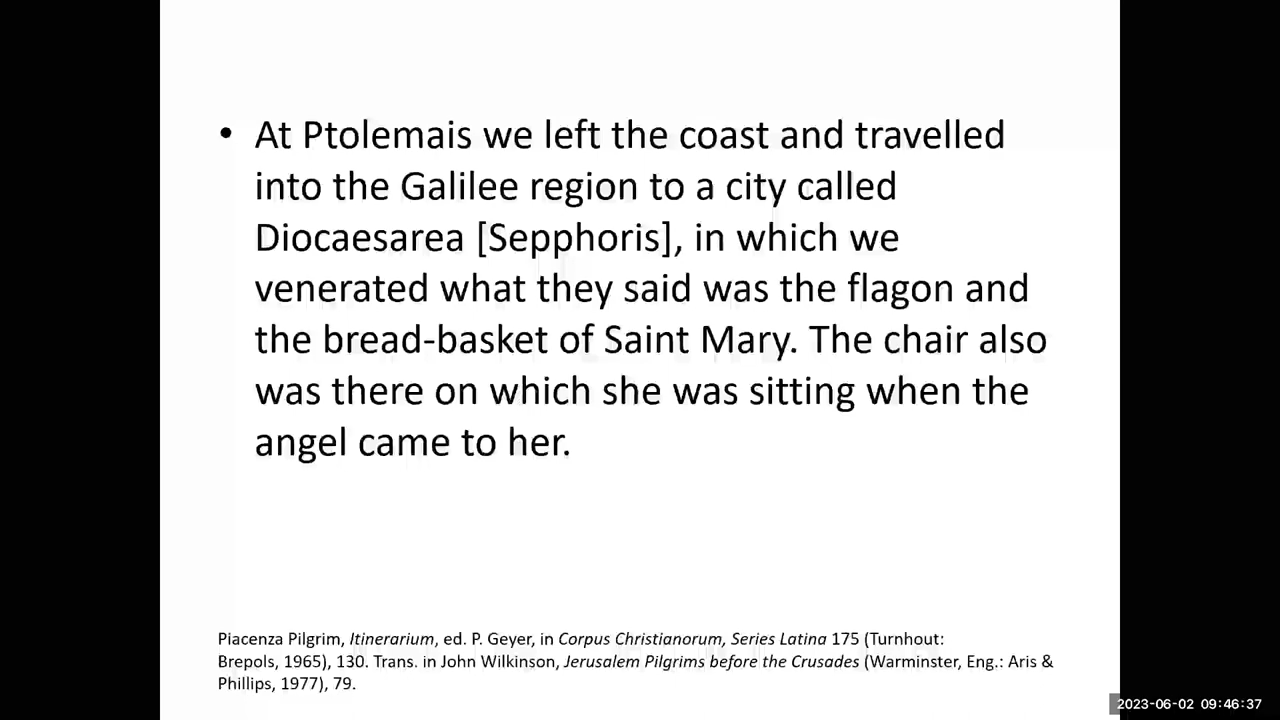 • At Ptolemais we left the coast and travelled
into the Galilee region to a city called
Diocaesarea [Sepphoris], in which we
venerated what they said was the flagon and
the bread-basket of Saint Mary. The chair also
was there on which she was sitting when the
angel came to her.
Piacenza Pilgrim, Itinerarium, ed. P. Geyer, in Corpus Christianorum, Series Latina 175 (Turnhout:
Brepols, 1965), 130. Trans. in John Wilkinson, Jerusalem Pilgrims before the Crusades (Warminster, Eng.: Aris &
Phillips, 1977), 79.
2023-06-02 09:46:37